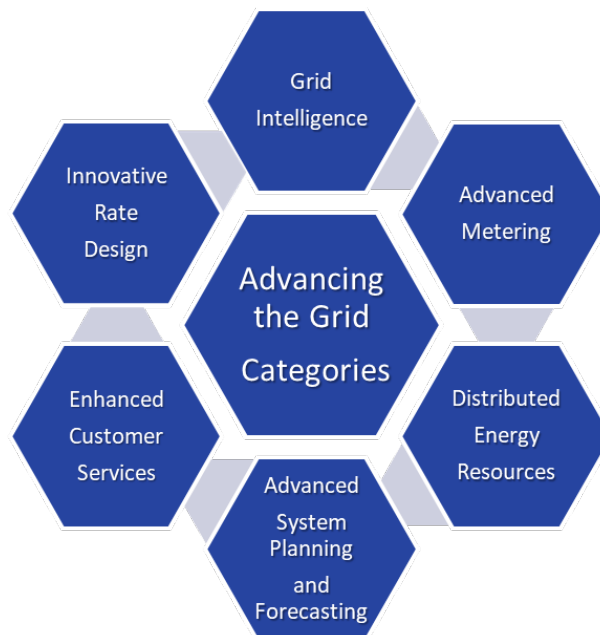 Grid
Intelligence
Innovative
Rate
Design
Advanced
Metering
Advancing
the Grid
Categories
Enhanced
Customer
Services
Distributed
Energy
Resources
Advanced
System
Planning
and
Forecasting